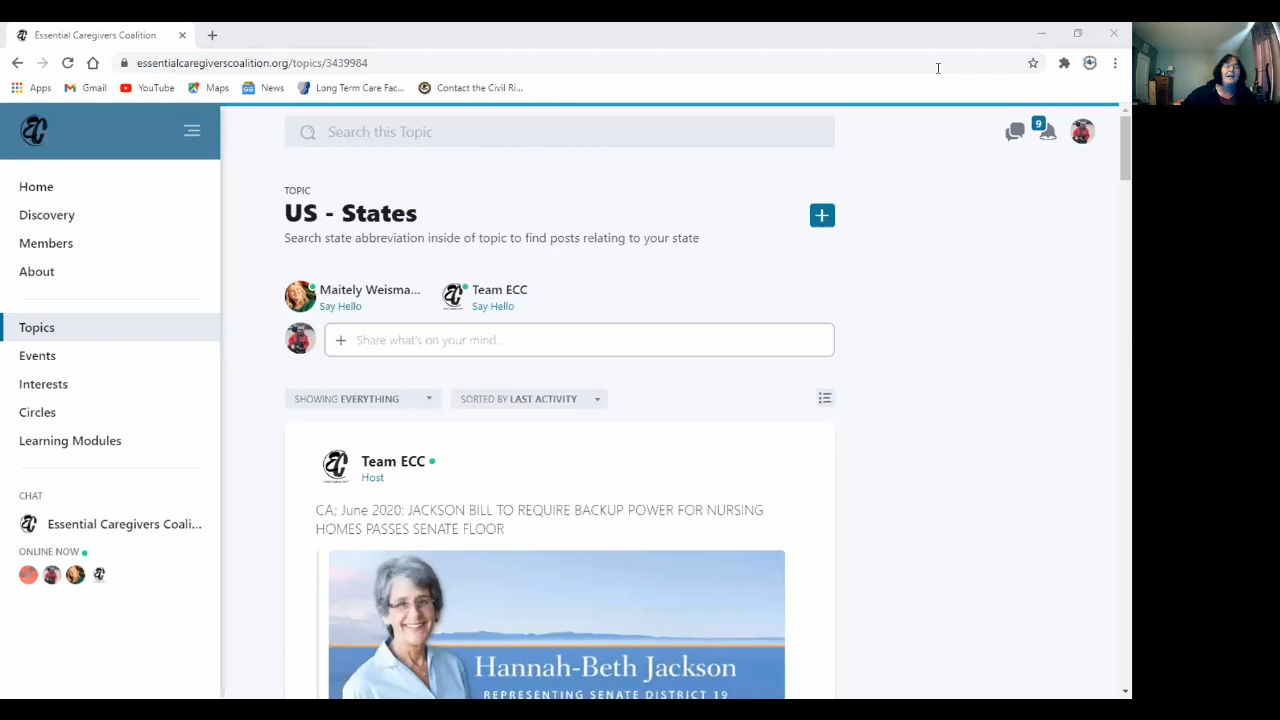 Essential Caregivers Coalition
essentialcaregiverscoalition.org/topics/3439984
Apps
Gmail
YouTube
Maps
News
Long Term Care Fac...
Contact the Civil Ri...
Search this Topic
9
Home
Discovery
Members
About
Topics
Events
Interests
Circles
Learning Modules
CHAT
Essential Caregivers Coali...
ONLINE NOW
TOPIC
US - States
Search state abbreviation inside of topic to find posts relating to your state
Maitely Weisma...
Say Hello
Team ECC
Say Hello
Share what's on your mind...
SHOWING EVERYTHING
SORTED BY LAST ACTIVITY
Team ECC
Host
CA; June 2020: JACKSON BILL TO REQUIRE BACKUP POWER FOR NURSING
HOMES PASSES SENATE FLOOR
Hannah-Beth Jackson
REPRESENTING SENATE DISTRICT 19